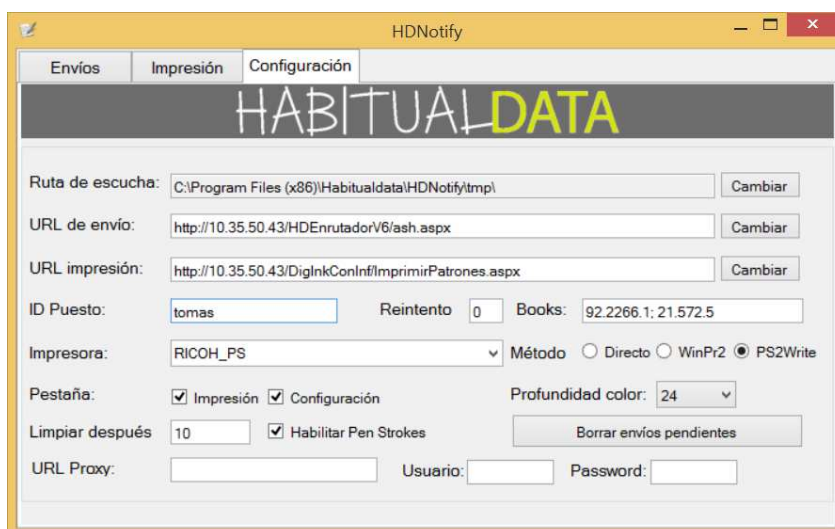 HDNotify
Envíos Impresión Configuración
HABITUALDATA
Ruta de escucha: C:\Program Files (x86)\Habitualdata\HDNotify\tmp\ Cambiar
URL de envío: http://10.35.50.43/HDEnrutadorV6/ash.aspx Cambiar
URL impresión: http://10.35.50.43/DigInkConInf/ImprimirPatrones.aspx Cambiar
ID Puesto: tomas Reintento 0 Books: 92.2266.1; 21.572.5
Impresora: RICOH_PS Método Directo WinPr2 PS2Write
Pestaña: Impresión Configuración Profundidad color: 24
Limpiar después 10 Habilitar Pen Strokes Borrar envíos pendientes
URL Proxy: Usuario: Password: